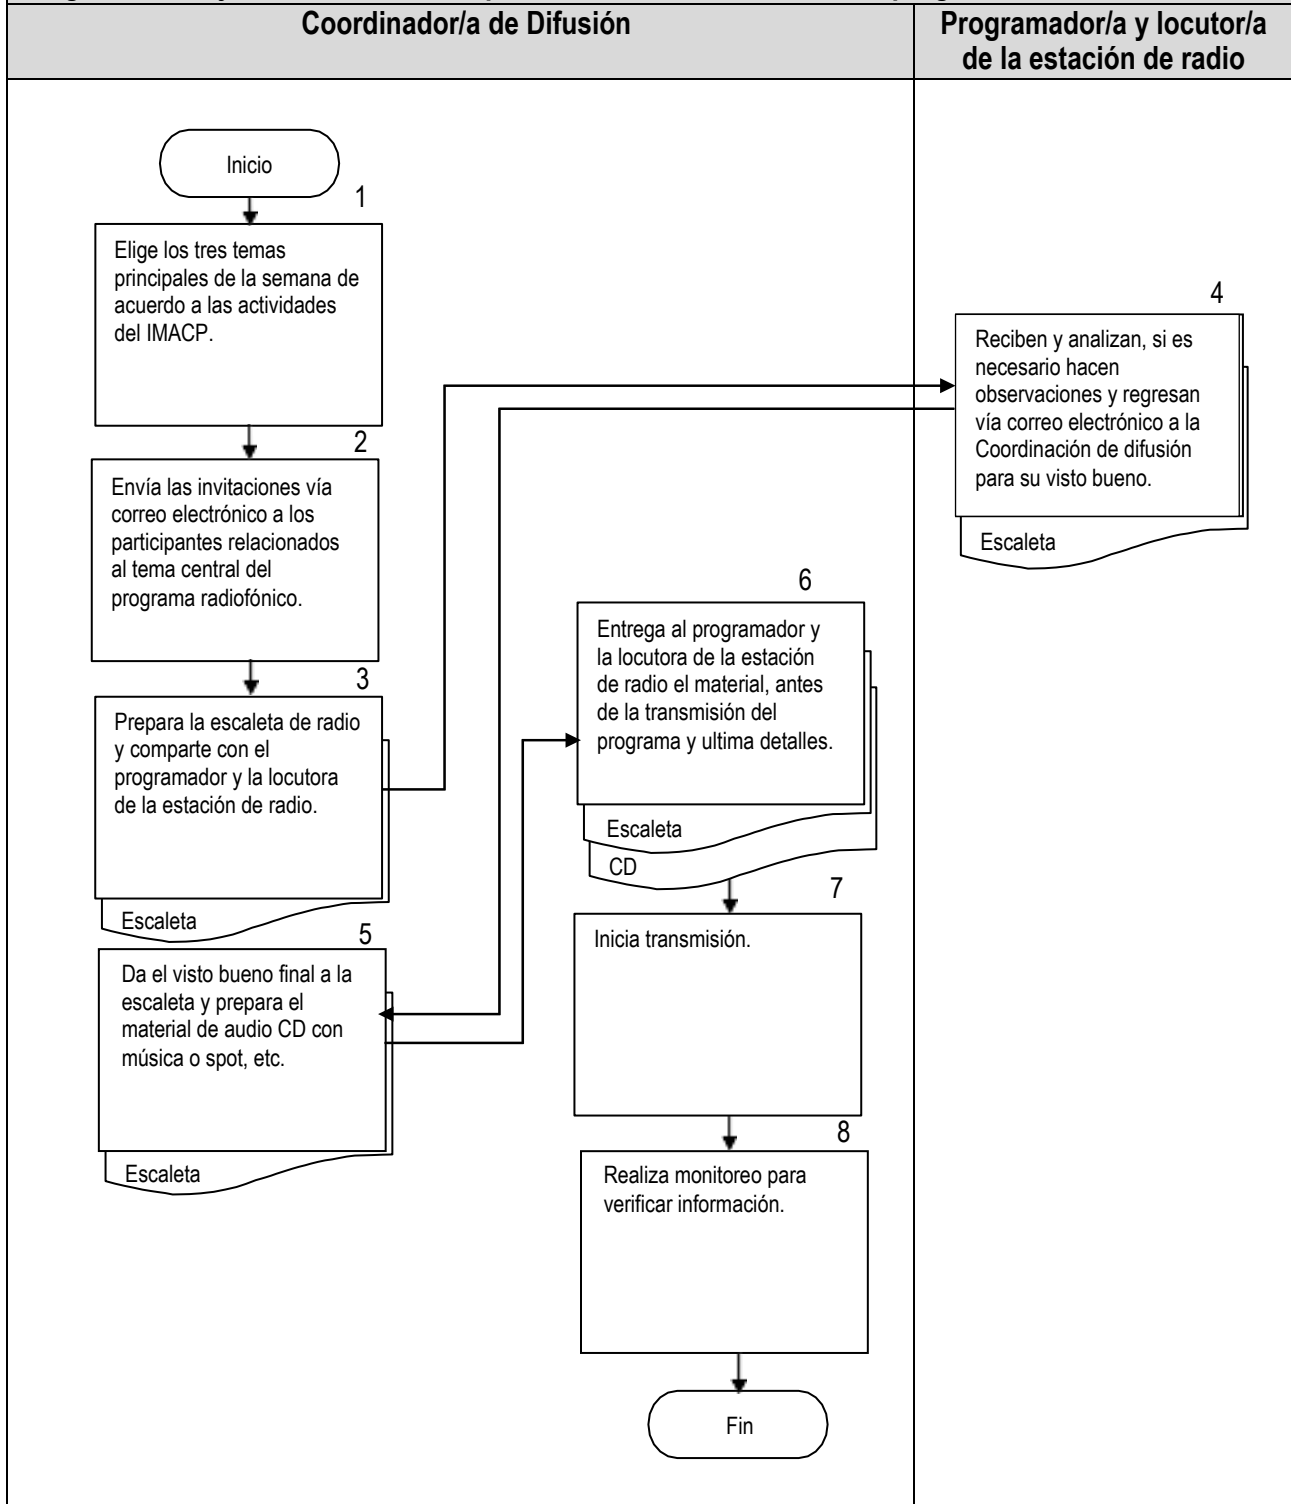 Coordinador/a de Difusión
Programador/a y locutor/a
de la estación de radio
Inicio
1
Elige los tres temas
principales de la semana de
acuerdo a las actividades
del IMACP.
2
Envía las invitaciones vía
correo electrónico a los
participantes relacionados
al tema central del
programa radiofónico.
3
Prepara la escaleta de radio
y comparte con el
programador y la locutora
de la estación de radio.
Escaleta
4
Reciben y analizan, si es
necesario hacen
observaciones y regresan
vía correo electrónico a la
Coordinación de difusión
para su visto bueno.
Escaleta
5
Da el visto bueno final a la
escaleta y prepara el
material de audio CD con
música o spot, etc.
Escaleta
6
Entrega al programador y
la locutora de la estación
de radio el material, antes
de la transmisión del
programa y ultima detalles.
Escaleta
CD
7
Inicia transmisión.
8
Realiza monitoreo para
verificar información.
Fin